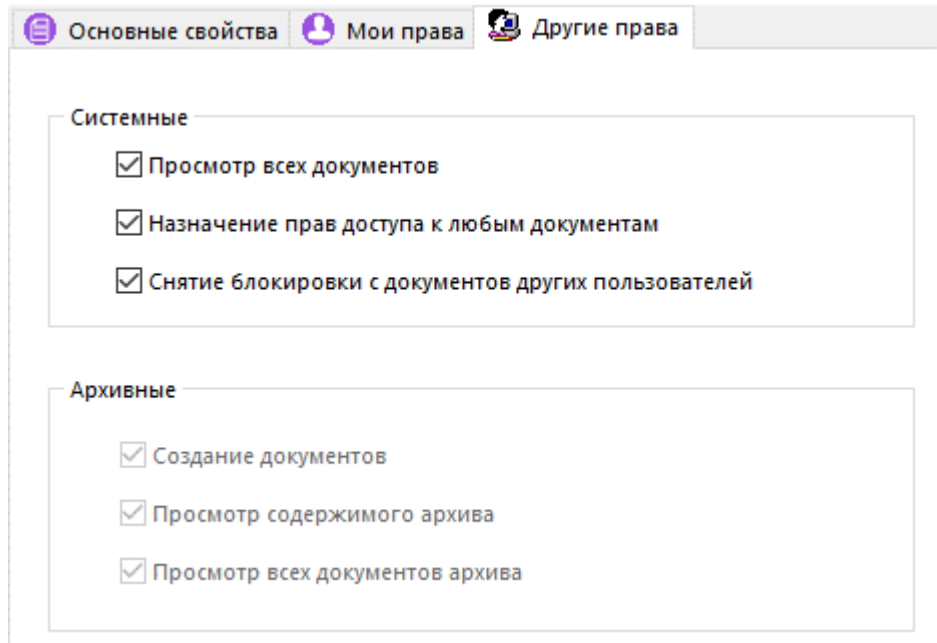 Основные свойства Мои права Другие права
Системные
Просмотр всех документов
Назначение прав доступа к любым документам
Снятие блокировки с документов других пользователей
Архивные
Создание документов
Просмотр содержимого архива
Просмотр всех документов архива